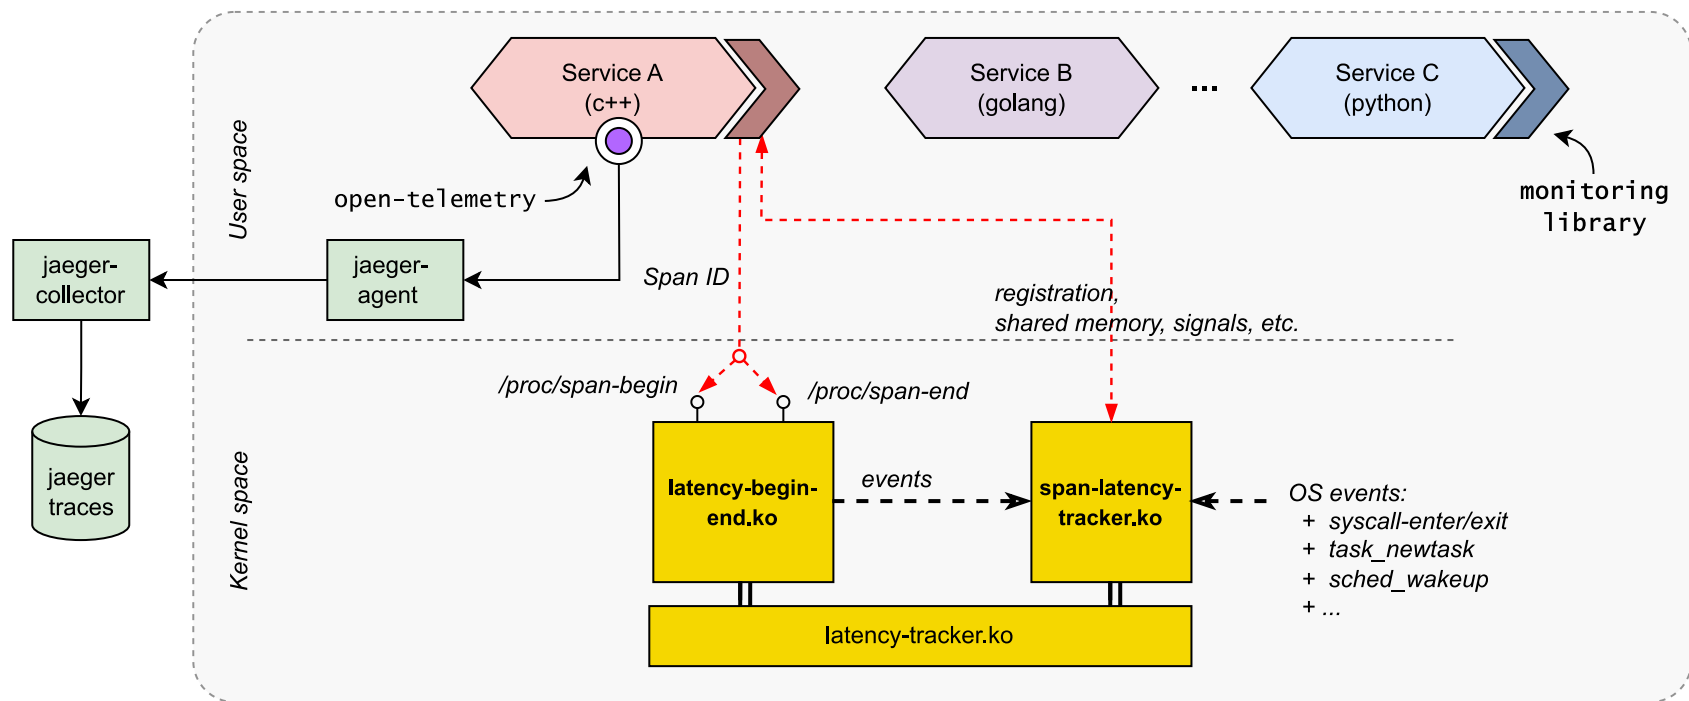 Service A
(c++)
Service B
(golang)
...
Service C
(python)
User space
open-telemetry
monitoring
library
jaeger-
collector
jaeger-
agent
Span ID
registration,
shared memory, signals, etc.
/proc/span-begin
/proc/span-end
jaeger
traces
Kernel space
latency-begin-
end.ko
events
span-latency-
tracker.ko
OS events:
+ syscall-enter/exit
+ task_newtask
+ sched_wakeup
+ ...
latency-tracker.ko